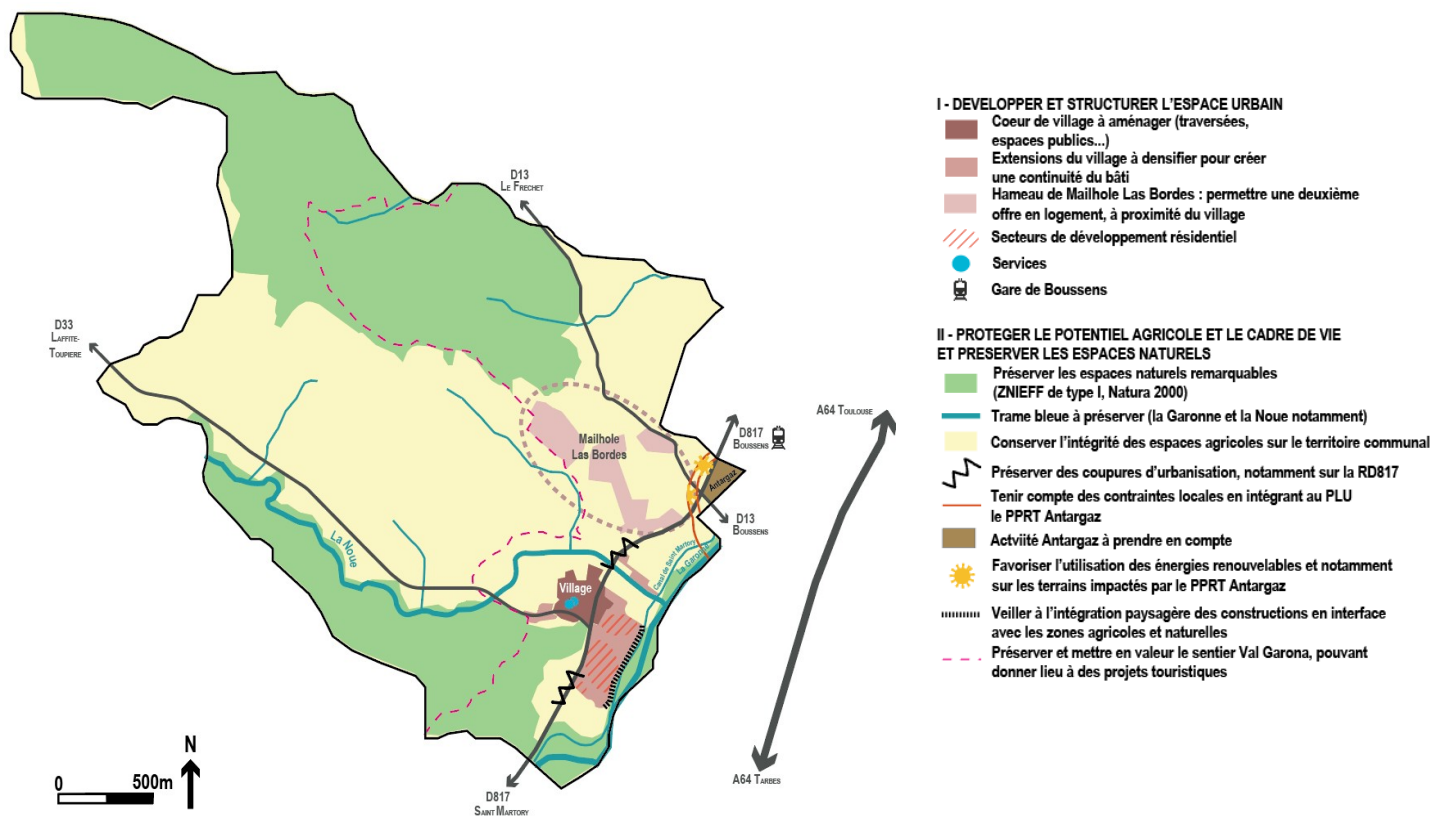 D13
LE FRECHET
D33
LAFFITE-
TOUPIERE
Mailhole
Las Bordes
D817
BOUSSENS
Antargaz
D13
BOUSSENS
La Noue
Canal de Saint Martory
La Garonne
Village
D817
SAINT MARTORY
A64 TOULOUSE
A64 TARBES
0 500m
N
I - DEVELOPPER ET STRUCTURER L'ESPACE URBAIN
Coeur de village à aménager (traversées,
espaces publics...)
Extensions du village à densifier pour créer
une continuité du bâti
Hameau de Mailhole Las Bordes : permettre une deuxième
offre en logement, à proximité du village
Secteurs de développement résidentiel
Services
Gare de Boussens
II - PROTEGER LE POTENTIEL AGRICOLE ET LE CADRE DE VIE
ET PRESERVER LES ESPACES NATURELS
Préserver les espaces naturels remarquables
(ZNIEFF de type I, Natura 2000)
Trame bleue à préserver (la Garonne et la Noue notamment)
Conserver l'intégrité des espaces agricoles sur le territoire communal
Préserver des coupures d'urbanisation, notamment sur la RD817
Tenir compte des contraintes locales en intégrant au PLU
le PPRT Antargaz
Actviité Antargaz à prendre en compte
Favoriser l'utilisation des énergies renouvelables et notamment
sur les terrains impactés par le PPRT Antargaz
Veiller à l'intégration paysagère des constructions en interface
avec les zones agricoles et naturelles
Préserver et mettre en valeur le sentier Val Garona, pouvant
donner lieu à des projets touristiques